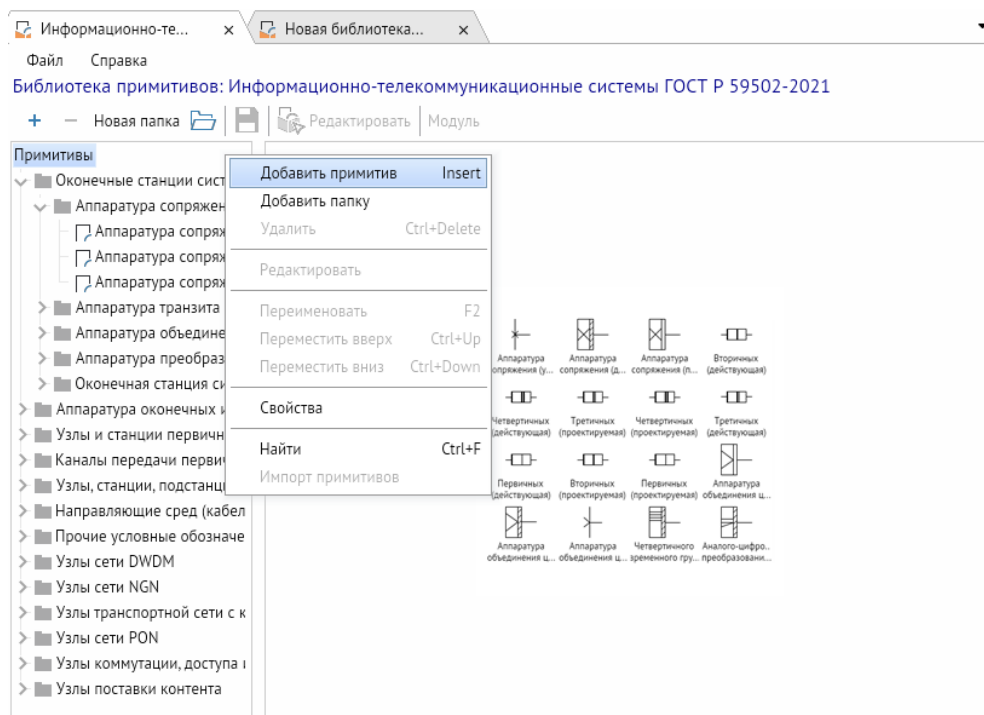 Информационно-те... x
Новая библиотека... x
Файл Справка
Библиотека примитивов: Информационно-телекоммуникационные системы ГОСТ Р 59502-2021
+ − Новая папка Редактировать Модуль
Примитивы
Оконечные станции сист
Аппаратура сопряжен
Аппаратура сопряж
Аппаратура сопряж
Аппаратура сопряж
Аппаратура транзита
Аппаратура объедине
Аппаратура преобраз
Оконечная станция си
Аппаратура оконечных и
Узлы и станции первичн
Каналы передачи перви
Узлы, станции, подстанц
Направляющие сред (кабел
Прочие условные обозначе
Узлы сети DWDM
Узлы сети NGN
Узлы транспортной сети с к
Узлы сети PON
Узлы коммутации, доступа и
Узлы поставки контента
Добавить примитив Insert
Добавить папку
Удалить Ctrl+Delete
Редактировать
Переименовать F2
Переместить вверх Ctrl+Up
Переместить вниз Ctrl+Down
Свойства
Найти Ctrl+F
Импорт примитивов
Аппаратура Аппаратура Аппаратура Вторичных
опряжения (у... сопряжения (д... сопряжения (п... (действующая)
Четвертичных Третичных Четвертичных Третичных
(действующая) (проектируемая) (проектируемая) (действующая)
Первичных Вторичных Первичных Аппаратура
(действующая) (проектируемая) (проектируемая) объединения ц...
Аппаратура Аппаратура Четвертичного Аналого-цифро..
объединения ц... объединения ц... временного гру... преобразовани...